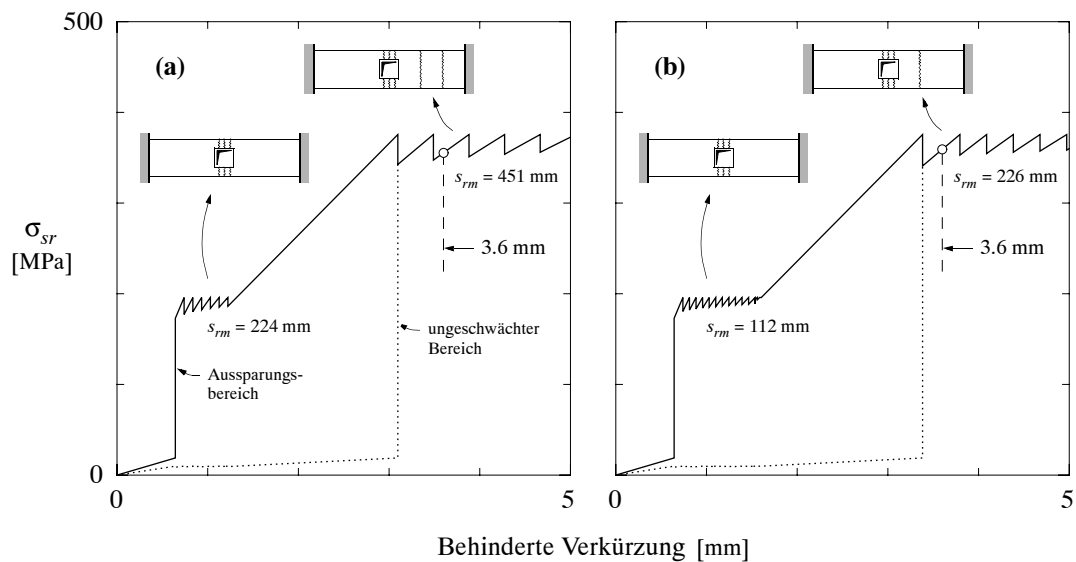 500
(a)
(b)
σsr
[MPa]
srm = 451 mm
3.6 mm
srm = 224 mm
ungeschwächter
Bereich
Aussparungs-
bereich
srm = 226 mm
3.6 mm
srm = 112 mm
0
0
5
0
5
Behinderte Verkürzung [mm]